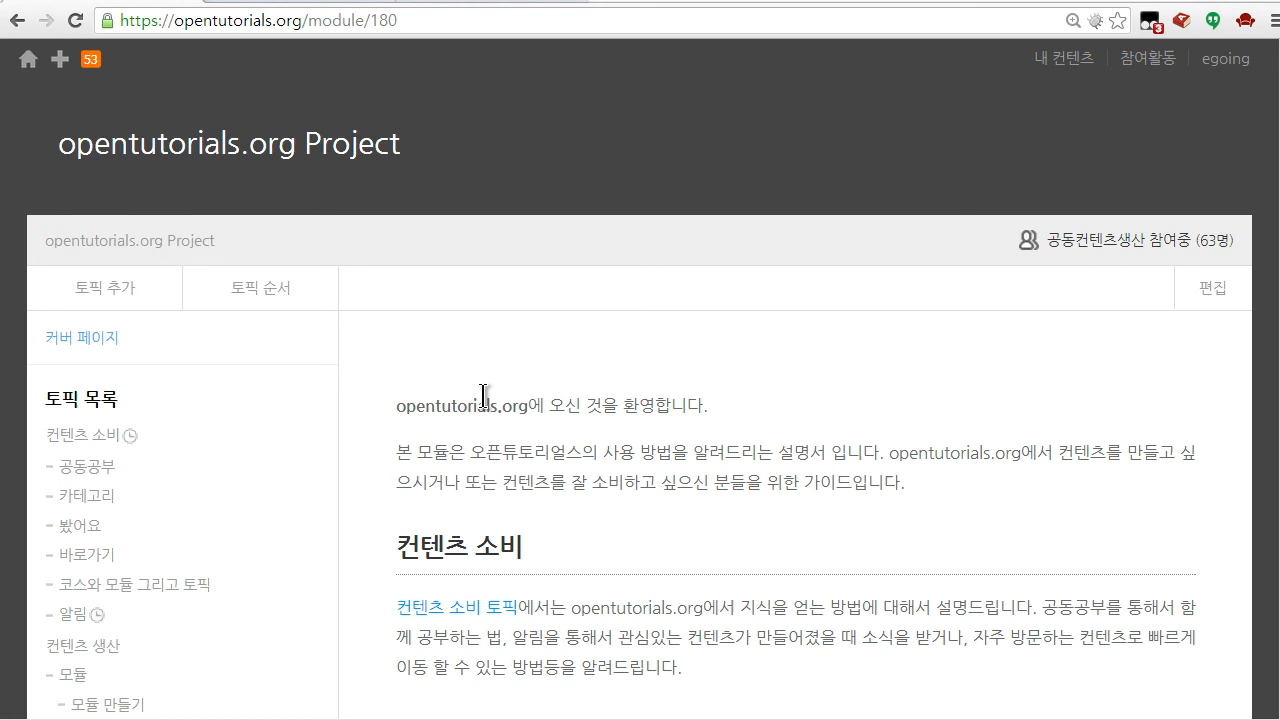 https://opentutorials.org/module/180
3
53
내 컨텐츠
참여활동
egoing
opentutorials.org Project
opentutorials.org Project
공동컨텐츠생산 참여중 (63명)
토픽 추가
토픽 순서
편집
커버 페이지
토픽 목록
컨텐츠 소비
- 공동공부
- 카테고리
- 봤어요
- 바로가기
- 코스와 모듈 그리고 토픽
- 알림
컨텐츠 생산
- 모듈
- 모듈 만들기
opentutorials.org에 오신 것을 환영합니다.
본 모듈은 오픈튜토리얼스의 사용 방법을 알려드리는 설명서 입니다. opentutorials.org에서 컨텐츠를 만들고 싶
으시거나 또는 컨텐츠를 잘 소비하고 싶으신 분들을 위한 가이드입니다.
컨텐츠 소비
컨텐츠 소비 토픽에서는 opentutorials.org에서 지식을 얻는 방법에 대해서 설명드립니다. 공동공부를 통해서 함
께 공부하는 법, 알림을 통해서 관심있는 컨텐츠가 만들어졌을 때 소식을 받거나, 자주 방문하는 컨텐츠로 빠르게
이동 할 수 있는 방법등을 알려드립니다.